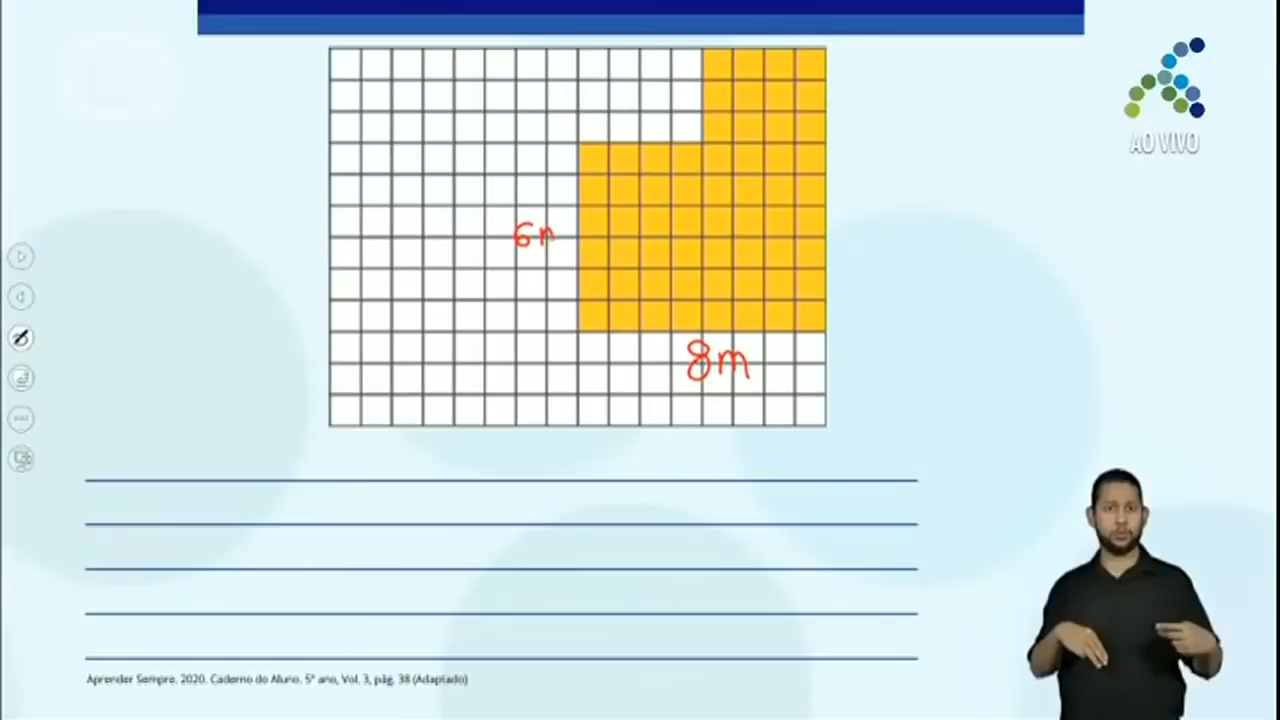 AO VIVO
6m
8m
Aprender Sempre. 2020. Caderno do Aluno. 5º ano, Vol. 3, pág. 38 (Adaptado)